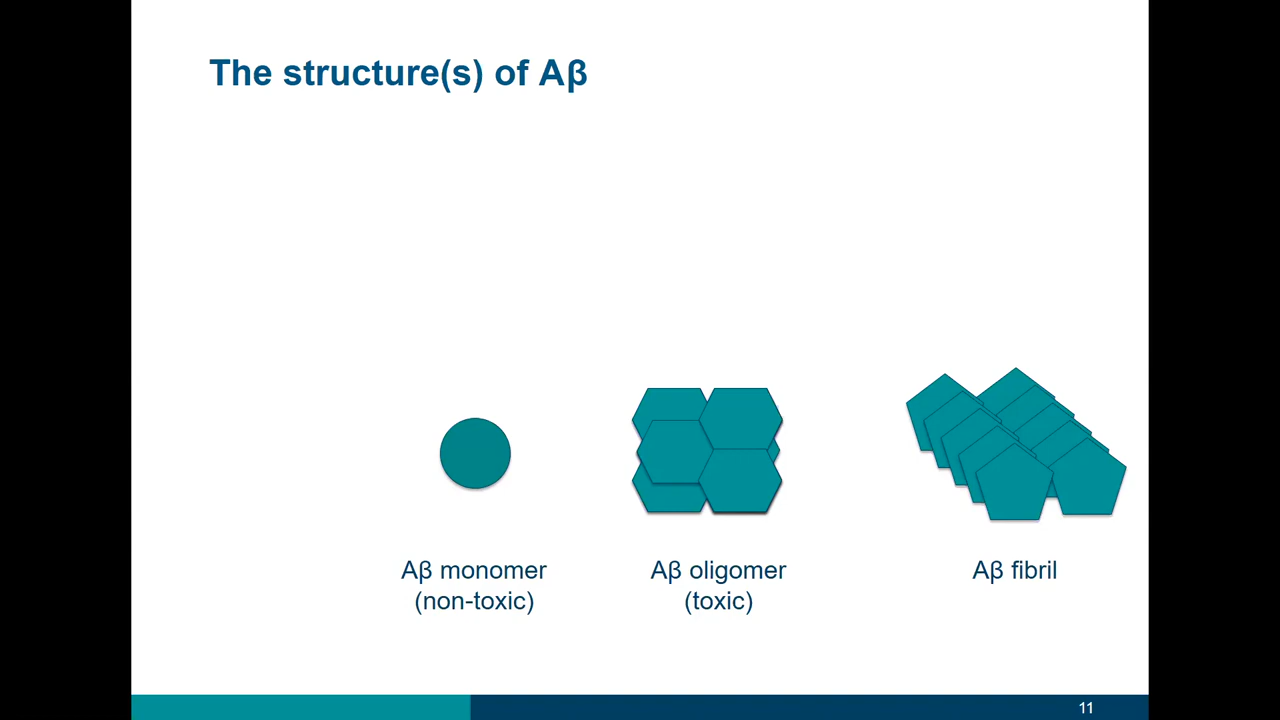 The structure(s) of Aβ
Aβ monomer
(non-toxic)
Aβ oligomer
(toxic)
Aβ fibril
11